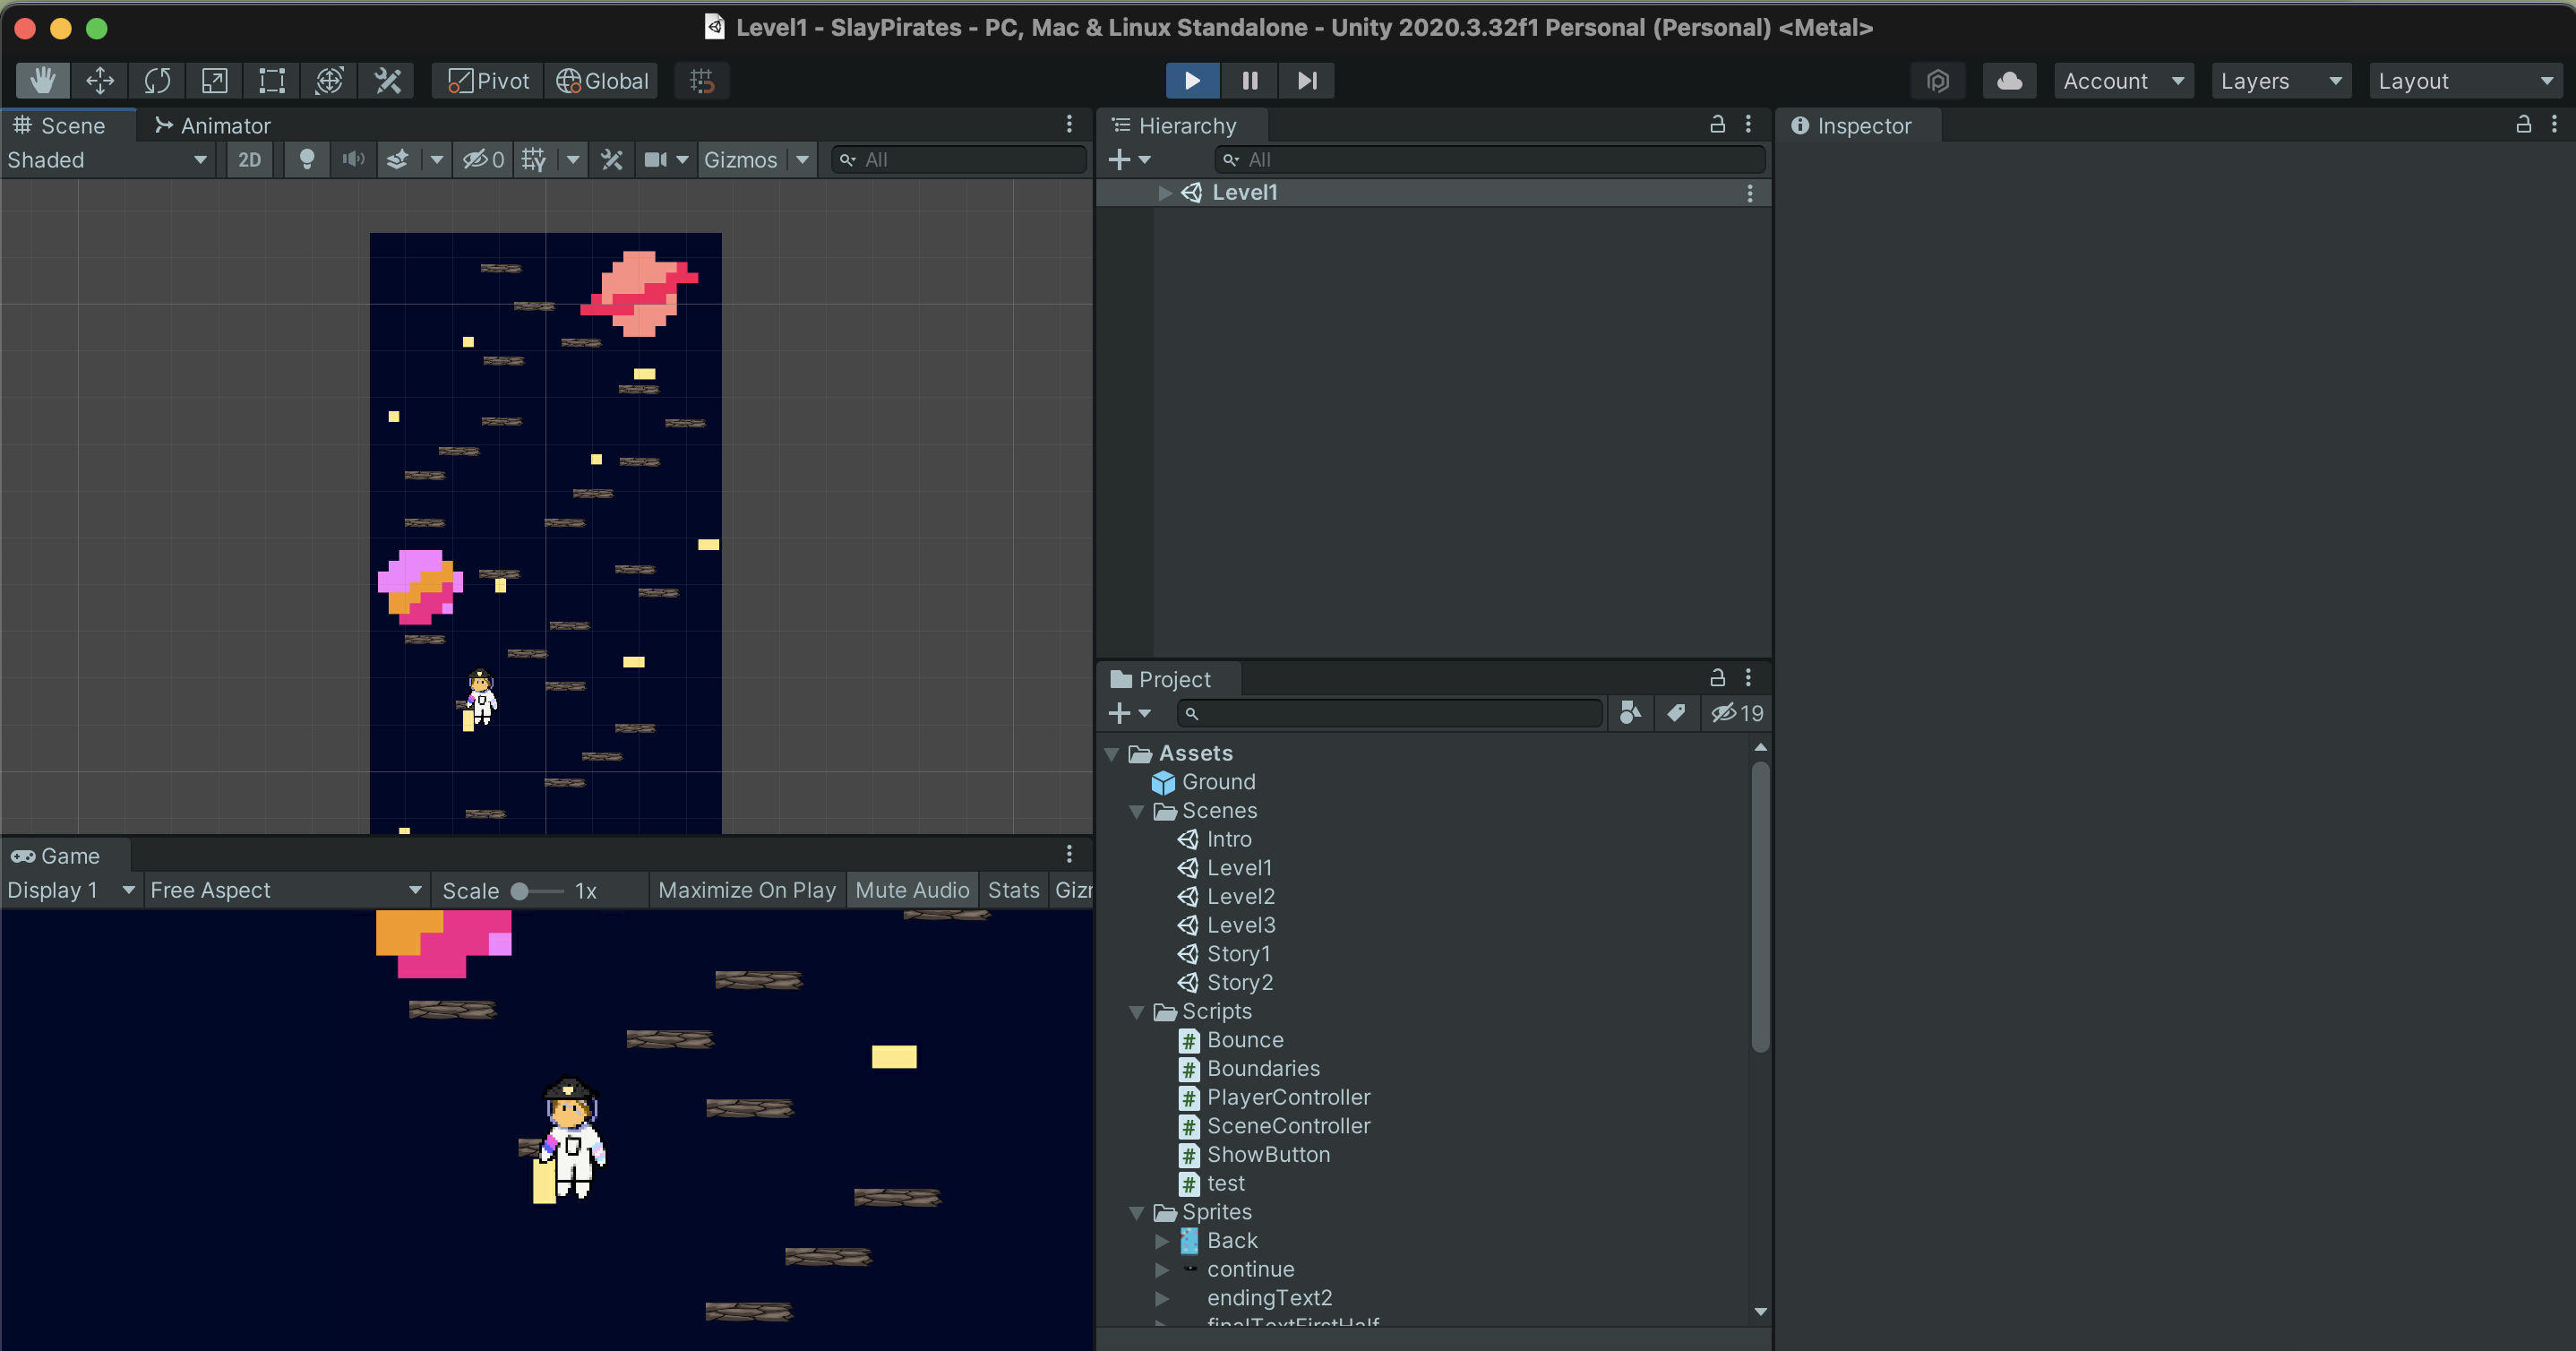 Level1 - SlayPirates - PC, Mac & Linux Standalone - Unity 2020.3.32f1 Personal (Personal) <Metal>
Pivot Global Account Layers Layout
Scene Animator
Shaded 2D 0 Gizmos All
Hierarchy
All
Level1
Inspector
Game
Display 1 Free Aspect Scale 1x Maximize On Play Mute Audio Stats Giz
Project
19
Assets
Ground
Scenes
Intro
Level1
Level2
Level3
Story1
Story2
Scripts
# Bounce
# Boundaries
# PlayerController
# SceneController
# ShowButton
# test
Sprites
Back
continue
endingText2
finalTextFirstHalf